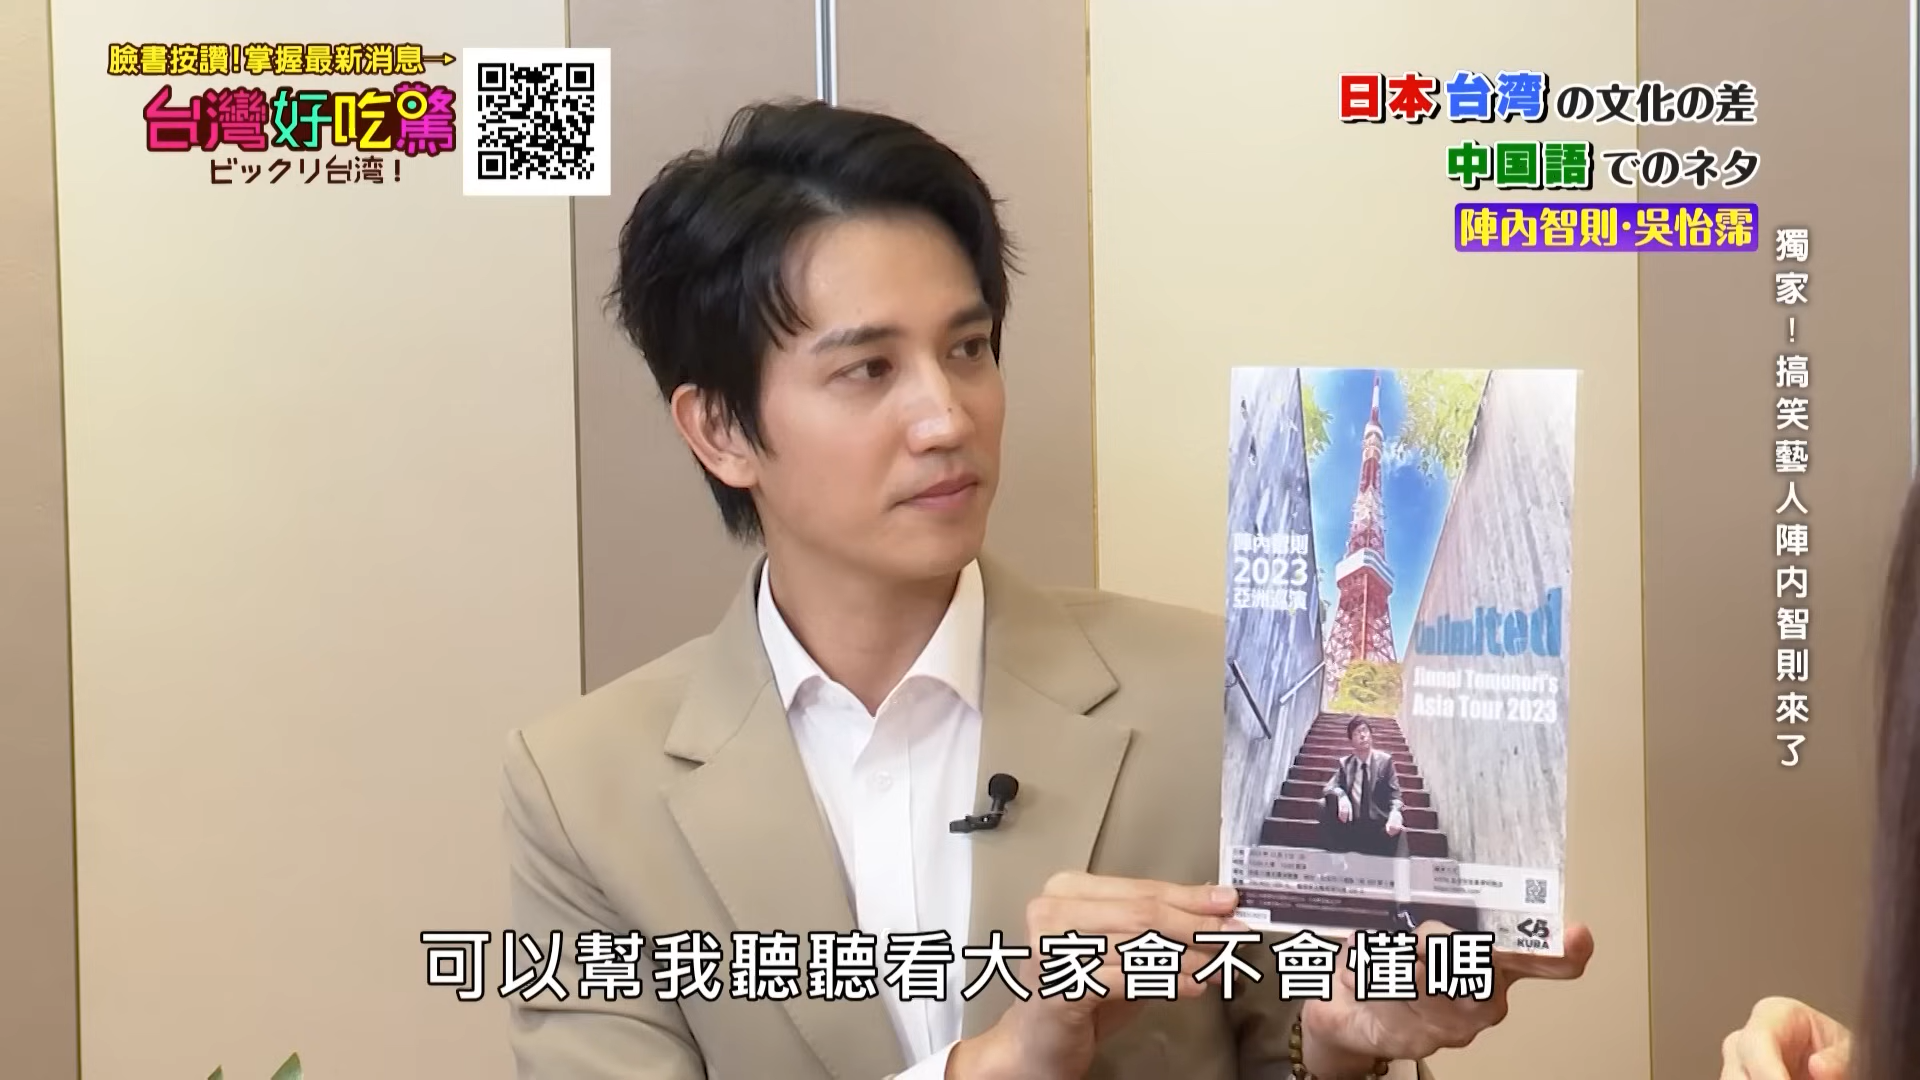 臉書按讚!掌握最新消息→
台灣好吃驚
ビックリ台湾!
日本台湾の文化の差
中国語でのネタ
陣內智則·吳怡霈
獨家!搞笑藝人陣內智則來了
陣內智則
2023
亞洲巡演
Unlimited
Jinnai Tomonori's
Asia Tour 2023
KURA
可以幫我聽聽看大家會不會懂嗎